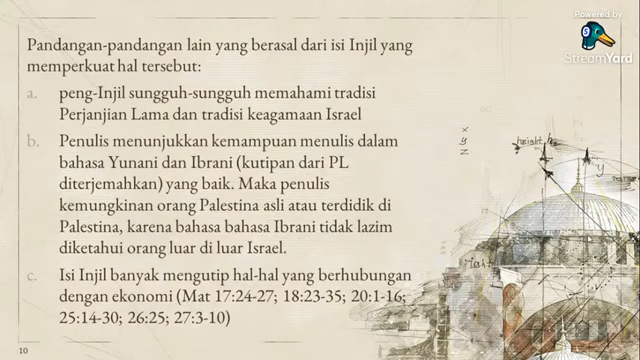 Powered by
StreamYard
Pandangan-pandangan lain yang berasal dari isi Injil yang
memperkuat hal tersebut:
a. peng-Injil sungguh-sungguh memahami tradisi
Perjanjian Lama dan tradisi keagamaan Israel
b. Penulis menunjukkan kemampuan menulis dalam
bahasa Yunani dan Ibrani (kutipan dari PL
diterjemahkan) yang baik. Maka penulis
kemungkinan orang Palestina asli atau terdidik di
Palestina, karena bahasa bahasa Ibrani tidak lazim
diketahui orang luar di luar Israel.
c. Isi Injil banyak mengutip hal-hal yang berhubungan
dengan ekonomi (Mat 17:24-27; 18:23-35; 20:1-16;
25:14-30; 26:25; 27:3-10)
x
y
z
height h
y
10